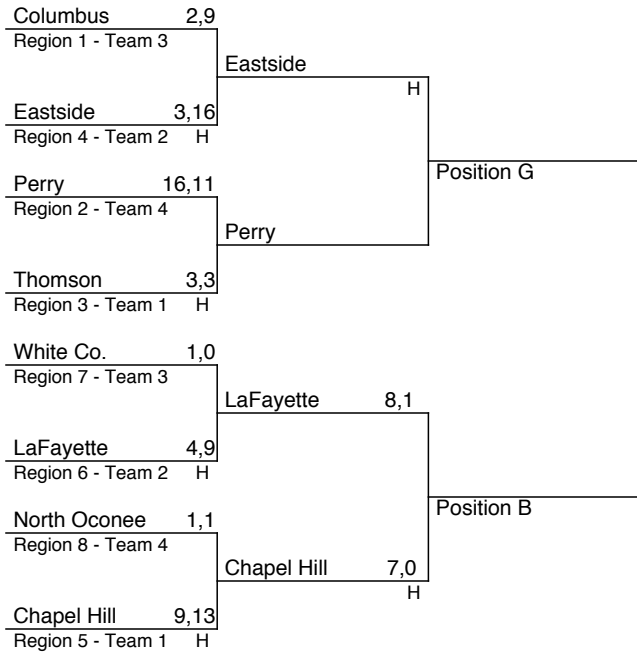 Columbus 2,9
Region 1 - Team 3
Eastside
H
Eastside 3,16
Region 4 - Team 2 H
Position G
Perry 16,11
Region 2 - Team 4
Perry
Thomson 3,3
Region 3 - Team 1 H
White Co. 1,0
Region 7 - Team 3
LaFayette 8,1
LaFayette 4,9
Region 6 - Team 2 H
Position B
North Oconee 1,1
Region 8 - Team 4
Chapel Hill 7,0
H
Chapel Hill 9,13
Region 5 - Team 1 H